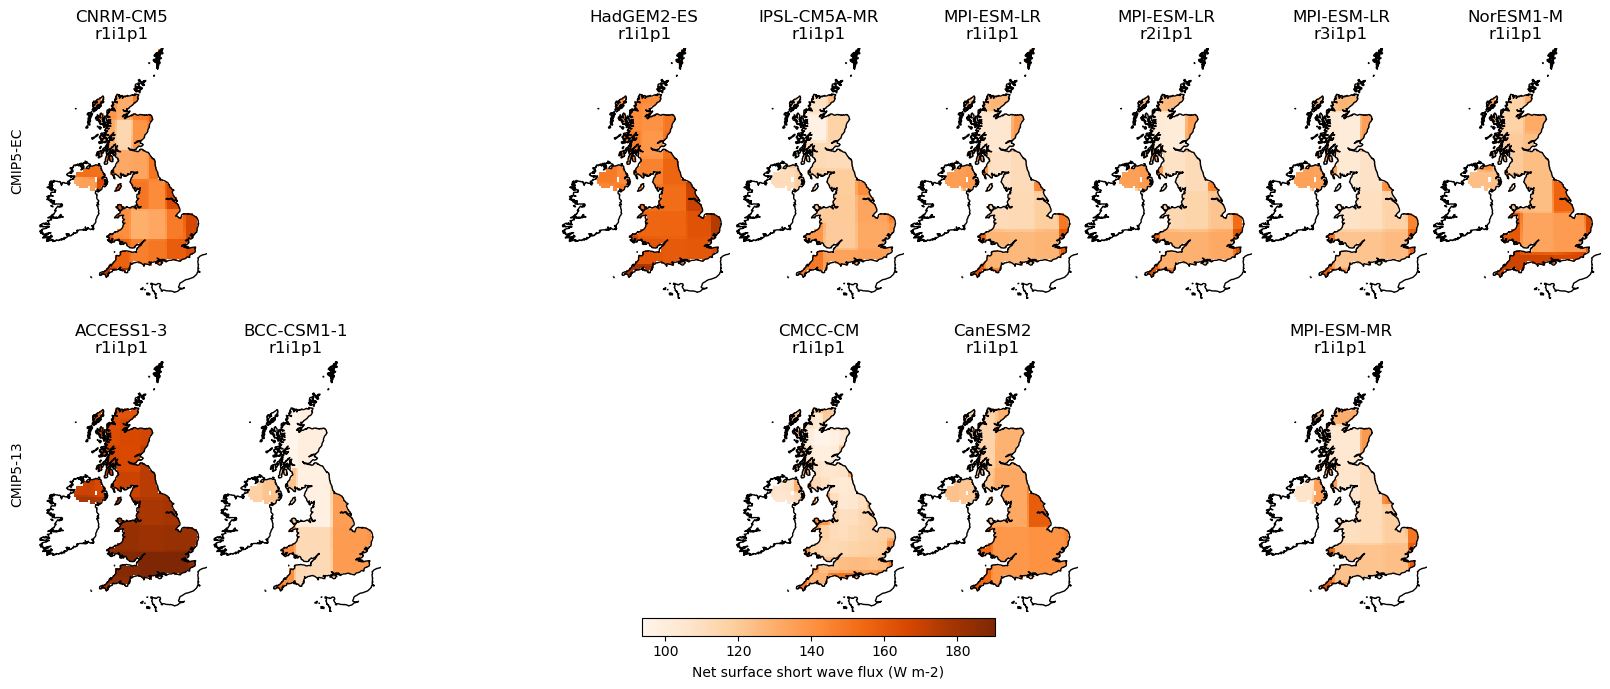 CNRM-CM5
r1i1p1
HadGEM2-ES
r1i1p1
IPSL-CM5A-MR
r1i1p1
MPI-ESM-LR
r1i1p1
MPI-ESM-LR
r2i1p1
MPI-ESM-LR
r3i1p1
NorESM1-M
r1i1p1
CMIP5-EC
ACCESS1-3
r1i1p1
BCC-CSM1-1
r1i1p1
CMCC-CM
r1i1p1
CanESM2
r1i1p1
MPI-ESM-MR
r1i1p1
CMIP5-13
100 120 140 160 180
Net surface short wave flux (W m-2)